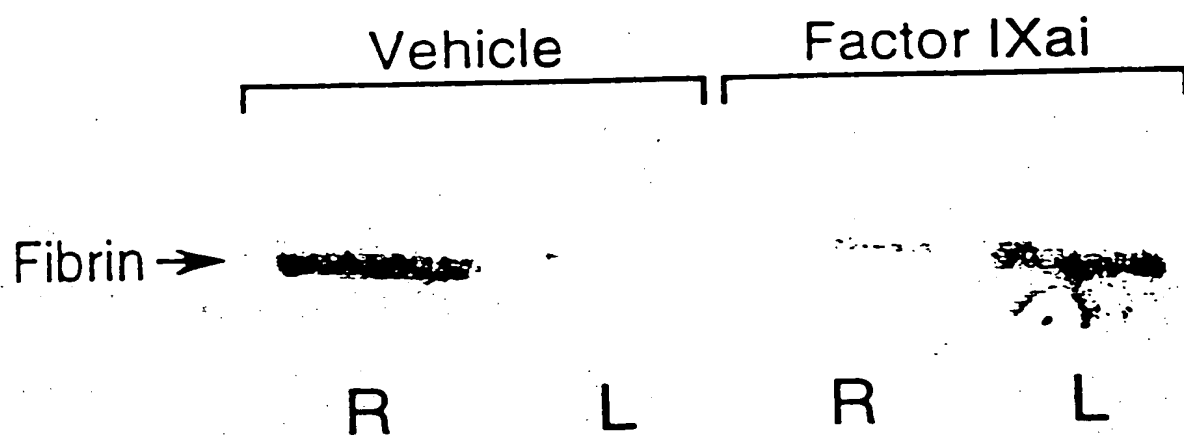 Vehicle Factor IXai
Fibrin →
R L R L